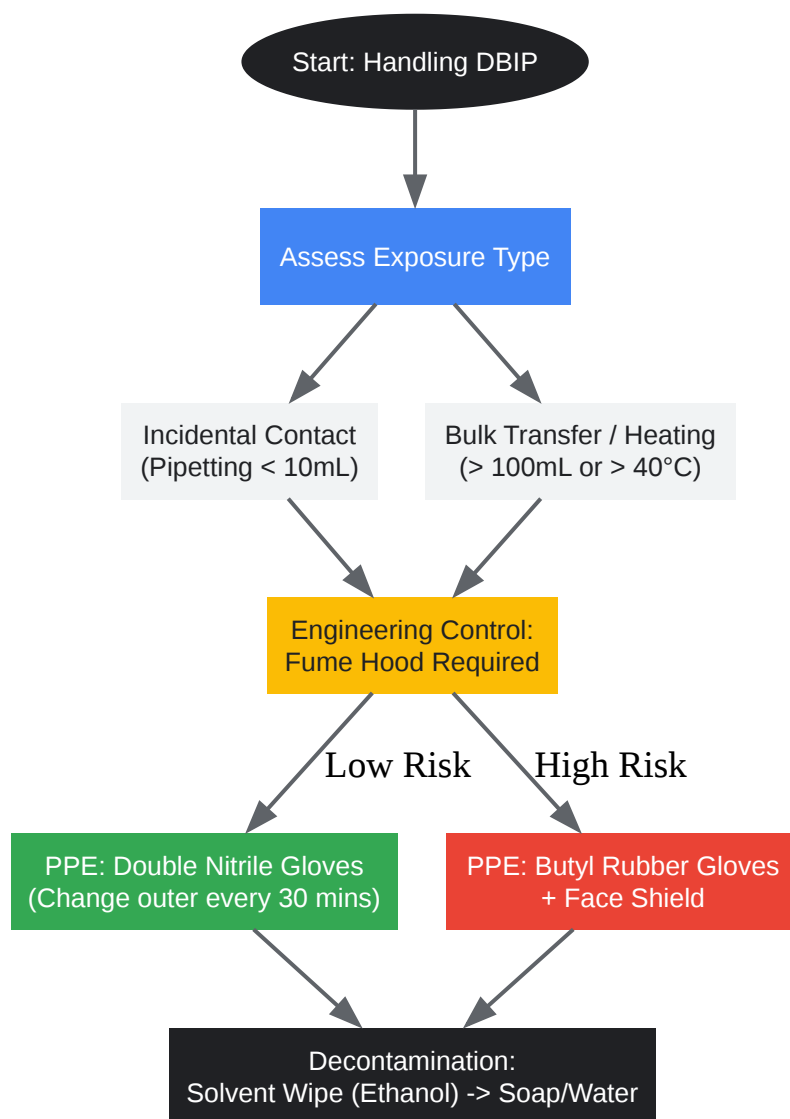 Start: Handling DBIP
Assess Exposure Type
Incidental Contact
(Pipetting < 10mL)
Bulk Transfer / Heating
(> 100mL or > 40°C)
Engineering Control:
Fume Hood Required
Low Risk
High Risk
PPE: Double Nitrile Gloves
(Change outer every 30 mins)
PPE: Butyl Rubber Gloves
+ Face Shield
Decontamination:
Solvent Wipe (Ethanol) -> Soap/Water